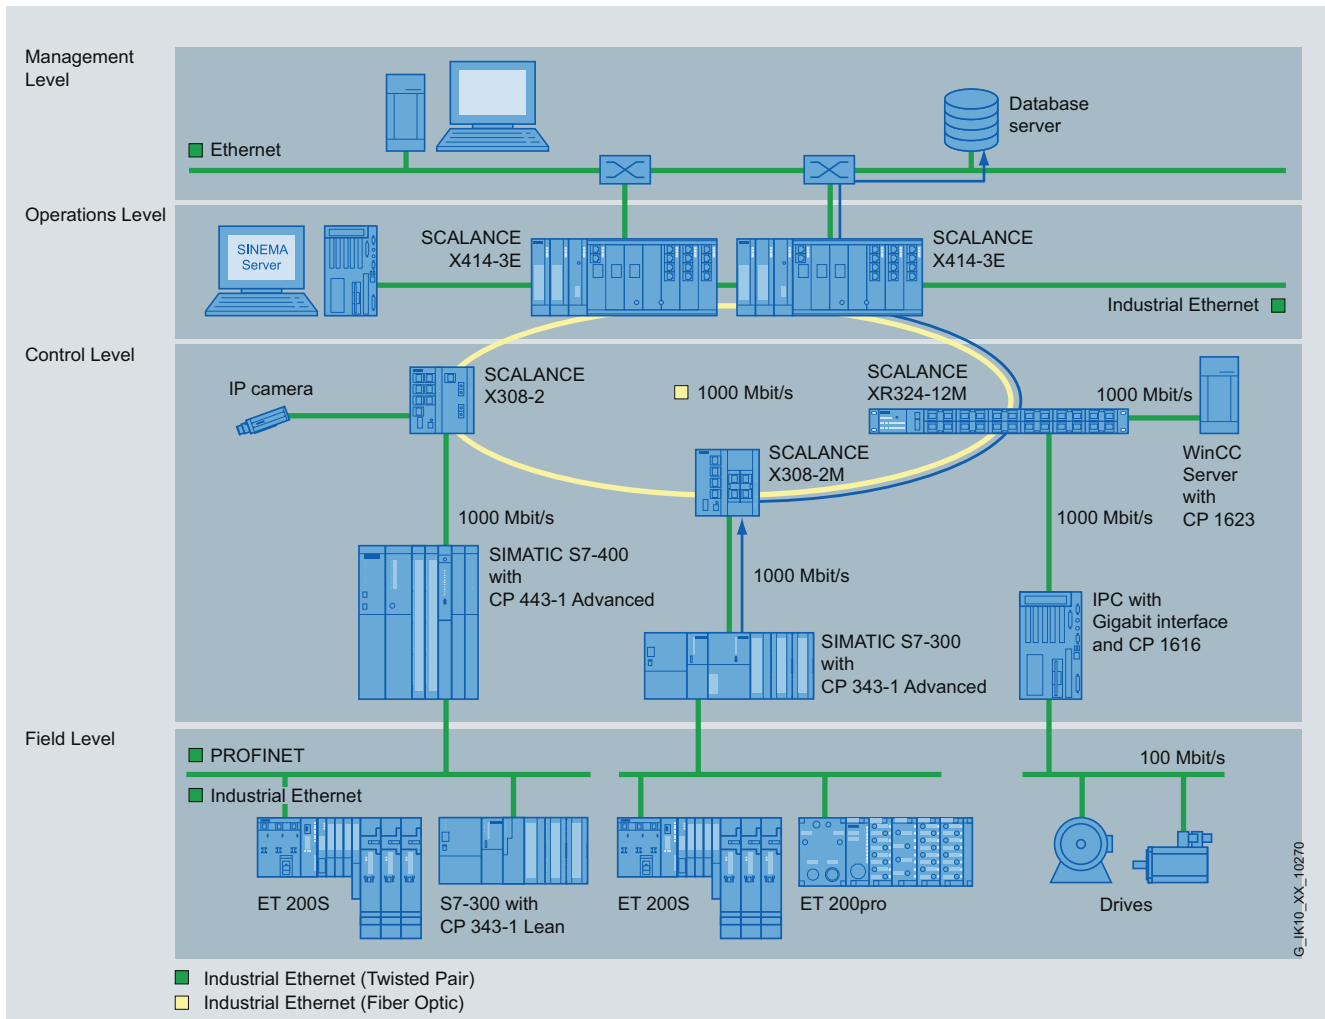 Management
Level
Database
server
Ethernet
Operations Level
SINEMA
Server
SCALANCE
X414-3E
SCALANCE
X414-3E
Industrial Ethernet
Control Level
IP camera
SCALANCE
X308-2
1000 Mbit/s
SCALANCE
XR324-12M
1000 Mbit/s
WinCC
Server
with
CP 1623
SCALANCE
X308-2M
1000 Mbit/s
1000 Mbit/s
SIMATIC S7-400
with
CP 443-1 Advanced
1000 Mbit/s
IPC with
Gigabit interface
and CP 1616
SIMATIC S7-300
with
CP 343-1 Advanced
Field Level
PROFINET
100 Mbit/s
Industrial Ethernet
ET 200S
S7-300 with
CP 343-1 Lean
ET 200S
ET 200pro
Drives
G_IK10_XX_10270
Industrial Ethernet (Twisted Pair)
Industrial Ethernet (Fiber Optic)